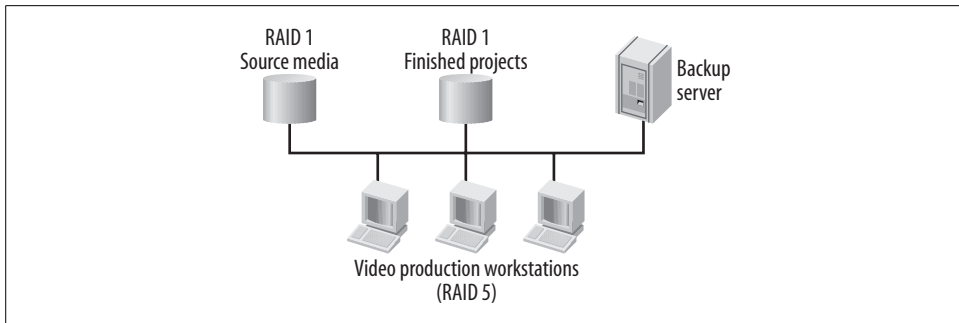 RAID 1
Source media
RAID 1
Finished projects
Backup
server
Video production workstations
(RAID 5)